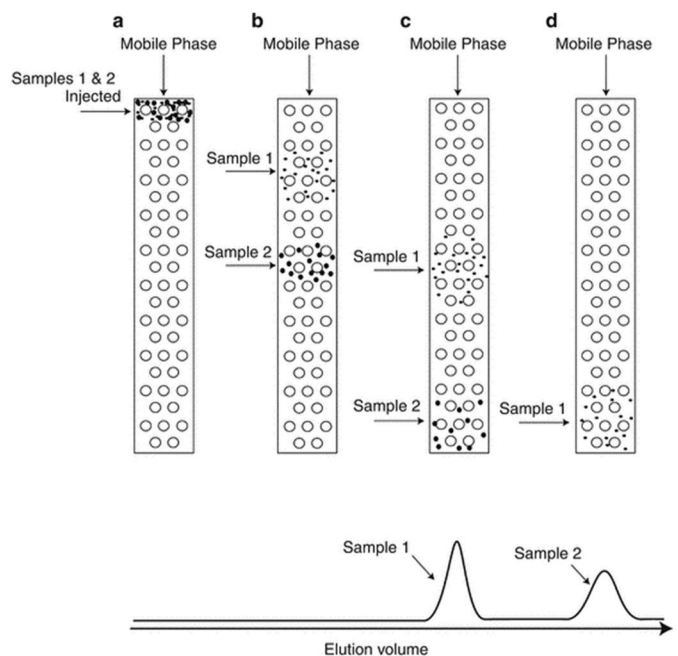 a b c d
Mobile Phase Mobile Phase Mobile Phase Mobile Phase
Samples 1 & 2
Injected
Sample 1
Sample 2
Sample 1
Sample 2
Sample 1
Sample 1
Sample 2
Elution volume